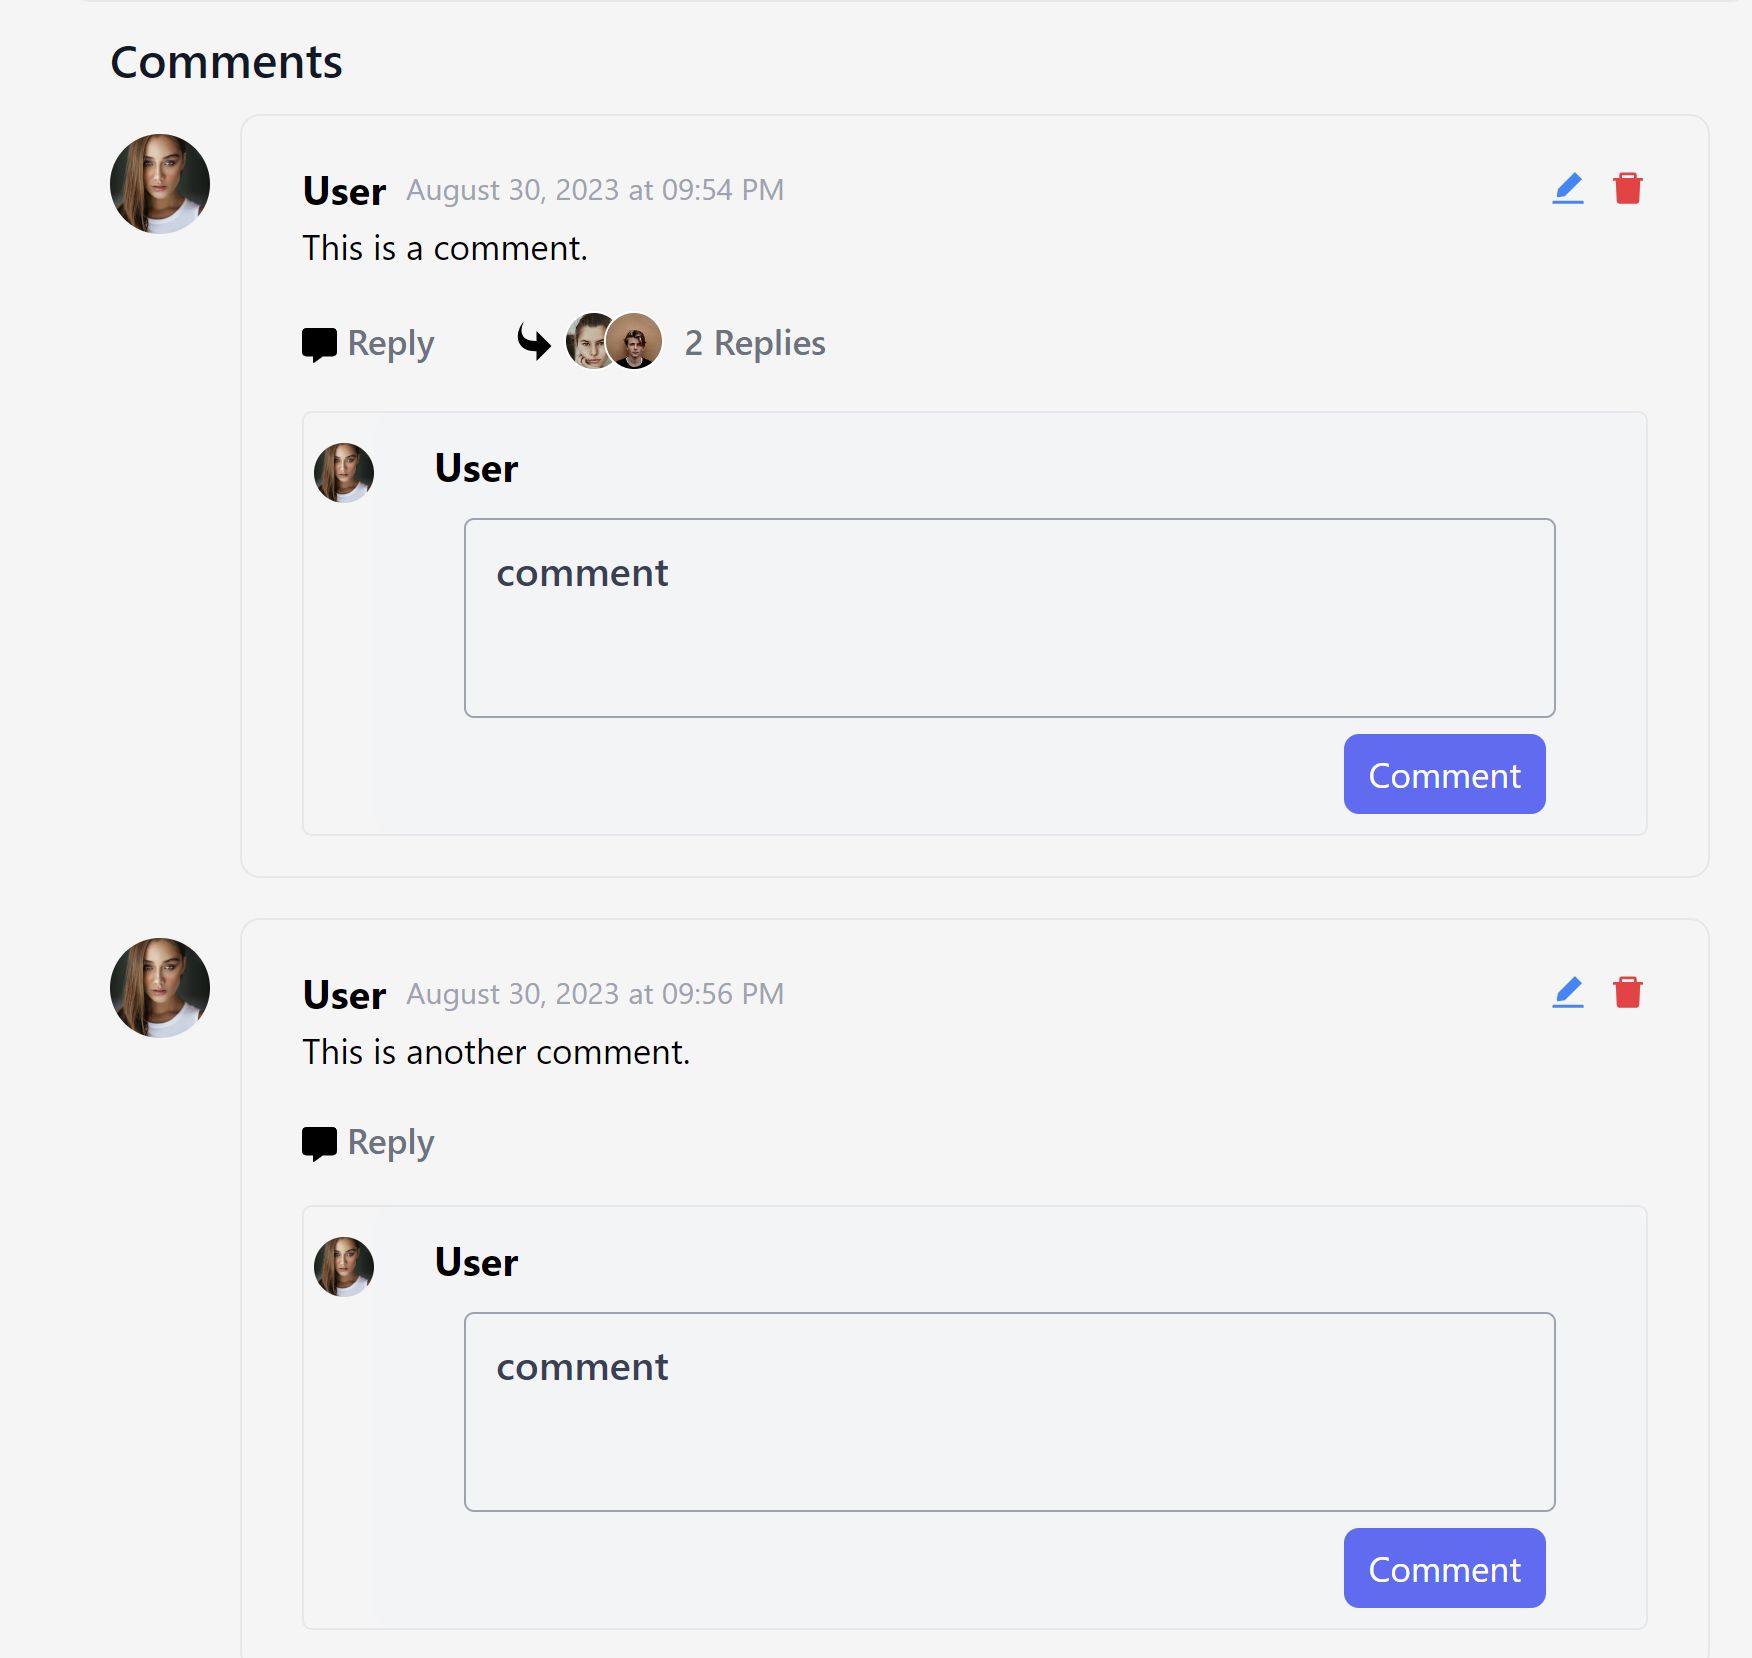 Comments
User August 30, 2023 at 09:54 PM
This is a comment.
Reply 2 Replies
User
comment
Comment
User August 30, 2023 at 09:56 PM
This is another comment.
Reply
User
comment
Comment